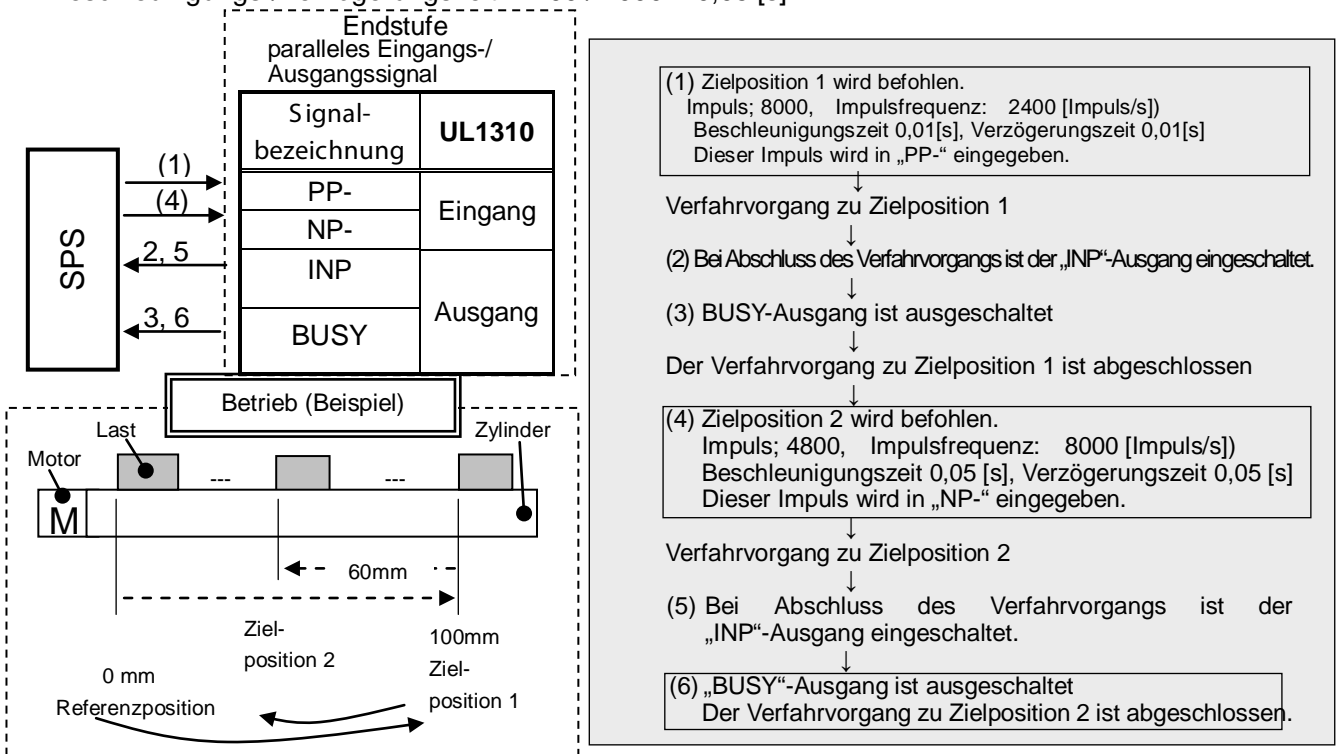 Endstufe
paralleles Eingangs-/
Ausgangssignal
Signal-
bezeichnung
UL1310
PP-
Eingang
NP-
INP
Ausgang
BUSY
SPS
(1)
(4)
2, 5
3, 6
Betrieb (Beispiel)
Last
Zylinder
Motor
---
---
M
60mm
Ziel-
position 2
100mm
Ziel-
position 1
0 mm
Referenzposition
(1) Zielposition 1 wird befohlen.
Impuls; 8000, Impulsfrequenz: 2400 [Impuls/s])
Beschleunigungszeit 0,01[s], Verzögerungszeit 0,01[s]
Dieser Impuls wird in „PP-“ eingegeben.
↓
Verfahrvorgang zu Zielposition 1
↓
(2) Bei Abschluss des Verfahrvorgangs ist der „INP“-Ausgang eingeschaltet.
↓
(3) BUSY-Ausgang ist ausgeschaltet
↓
Der Verfahrvorgang zu Zielposition 1 ist abgeschlossen
↓
(4) Zielposition 2 wird befohlen.
Impuls; 4800, Impulsfrequenz: 8000 [Impuls/s])
Beschleunigungszeit 0,05 [s], Verzögerungszeit 0,05 [s]
Dieser Impuls wird in „NP-“ eingegeben.
↓
Verfahrvorgang zu Zielposition 2
↓
(5) Bei Abschluss des Verfahrvorgangs ist der
„INP“-Ausgang eingeschaltet.
↓
(6) „BUSY“-Ausgang ist ausgeschaltet
Der Verfahrvorgang zu Zielposition 2 ist abgeschlossen.